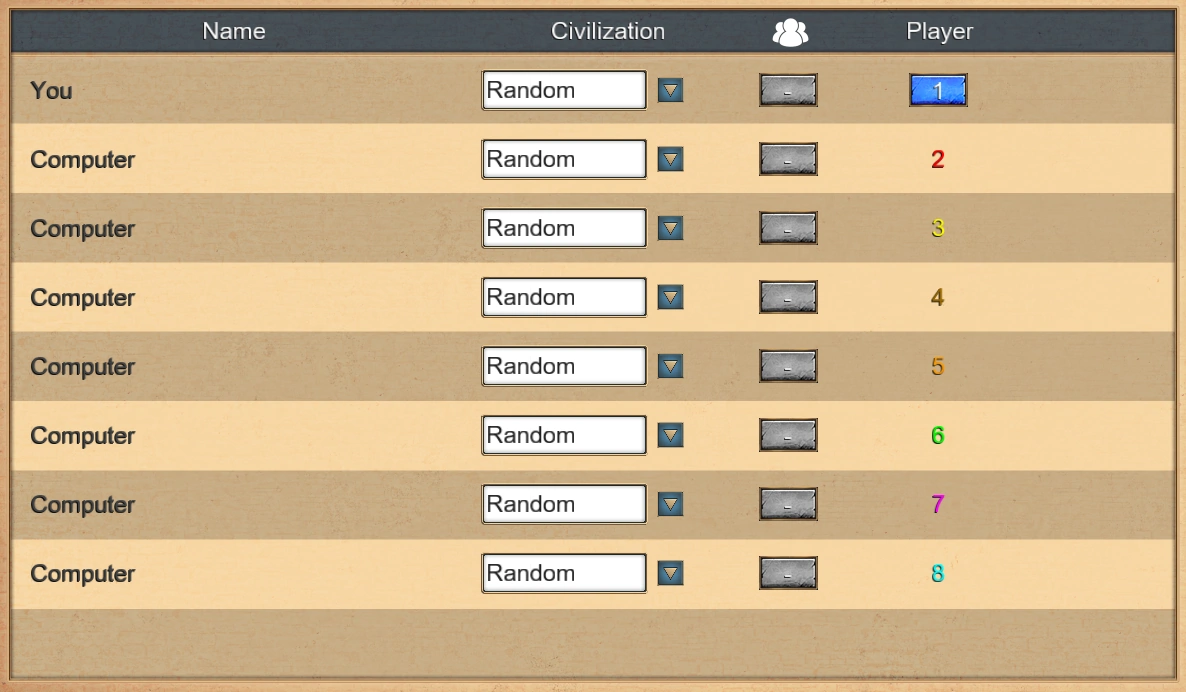 Name Civilization Player
You Random - 1
Computer Random - 2
Computer Random - 3
Computer Random - 4
Computer Random - 5
Computer Random - 6
Computer Random - 7
Computer Random - 8